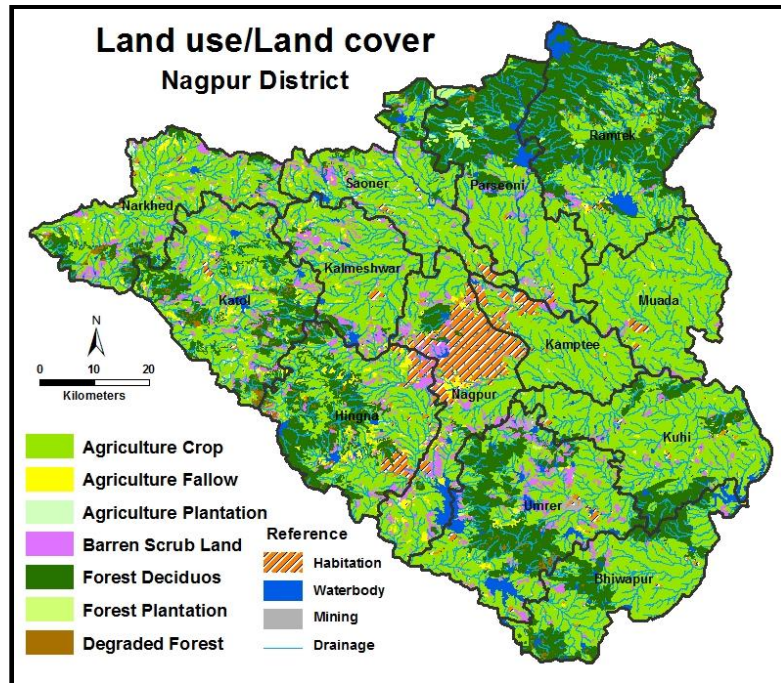 Land use/Land cover
Nagpur District
Ramtek
Parseoni
Saoner
Narkhed
Kalmeshwar
Katol
Muada
Kamptee
Nagpur
Hingna
Kuhi
Umrer
Bhiwapur
N
0 10 20
Kilometers
Agriculture Crop
Agriculture Fallow
Agriculture Plantation
Barren Scrub Land
Forest Deciduos
Forest Plantation
Degraded Forest
Reference
Habitation
Waterbody
Mining
Drainage